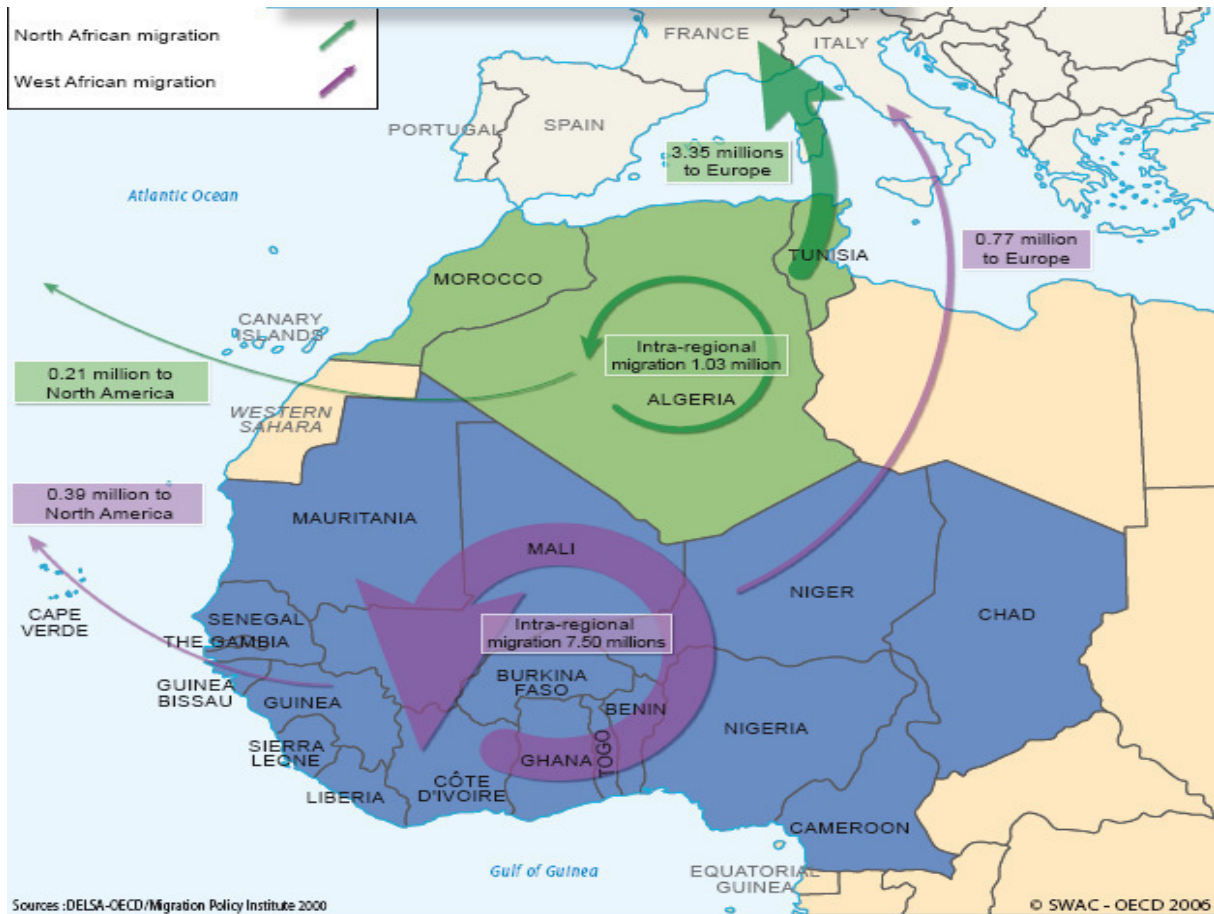 North African migration
West African migration
FRANCE
ITALY
PORTUGAL
SPAIN
3.35 millions
to Europe
Atlantic Ocean
0.77 million
to Europe
TUNISIA
MOROCCO
CANARY
ISLANDS
Intra-regional
migration 1.03 million
0.21 million to
North America
ALGERIA
WESTERN
SAHARA
0.39 million to
North America
MAURITANIA
MALI
NIGER
CHAD
CAPE
VERDE
SENEGAL
THE GAMBIA
Intra-regional
migration 7.50 millions
GUINEA
BISSAU
GUINEA
BURKINA
FASO
BENIN
NIGERIA
SIERRA
LEONE
GHANA
TOGO
LIBERIA
CÔTE
D'IVOIRE
CAMEROON
Gulf of Guinea
EQUATORIAL
GUINEA
Sources :DELSA-OECD/Migration Policy Institute 2000
© SWAC - OECD 2006